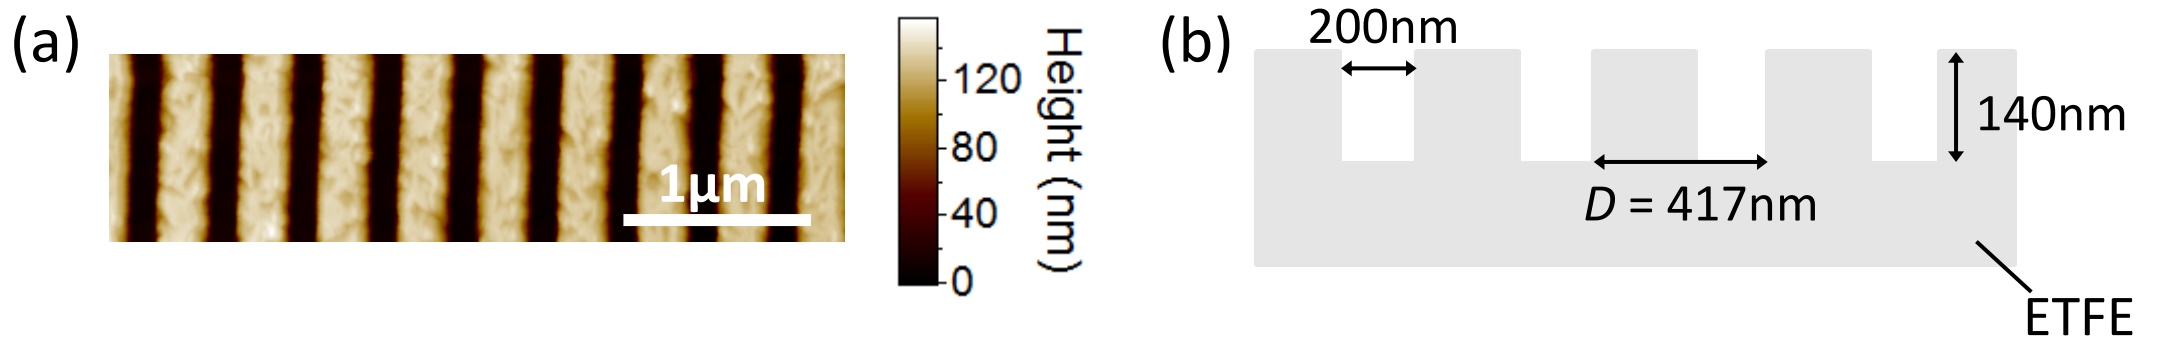 (a)
1μm
120
80
40
0
Height (nm)
(b)
200nm
140nm
D = 417nm
ETFE